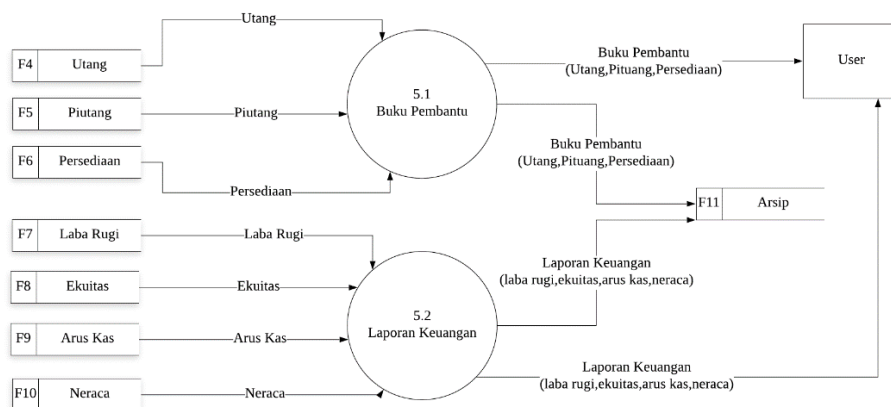 Utang
F4 Utang
F5 Piutang
Piutang
F6 Persediaan
Persediaan
5.1
Buku Pembantu
Buku Pembantu
(Utang,Pituang,Persediaan)
User
Buku Pembantu
(Utang,Pituang,Persediaan)
F11 Arsip
F7 Laba Rugi
Laba Rugi
F8 Ekuitas
Ekuitas
F9 Arus Kas
Arus Kas
F10 Neraca
Neraca
5.2
Laporan Keuangan
Laporan Keuangan
(laba rugi,ekuitas,arus kas,neraca)
Laporan Keuangan
(laba rugi,ekuitas,arus kas,neraca)